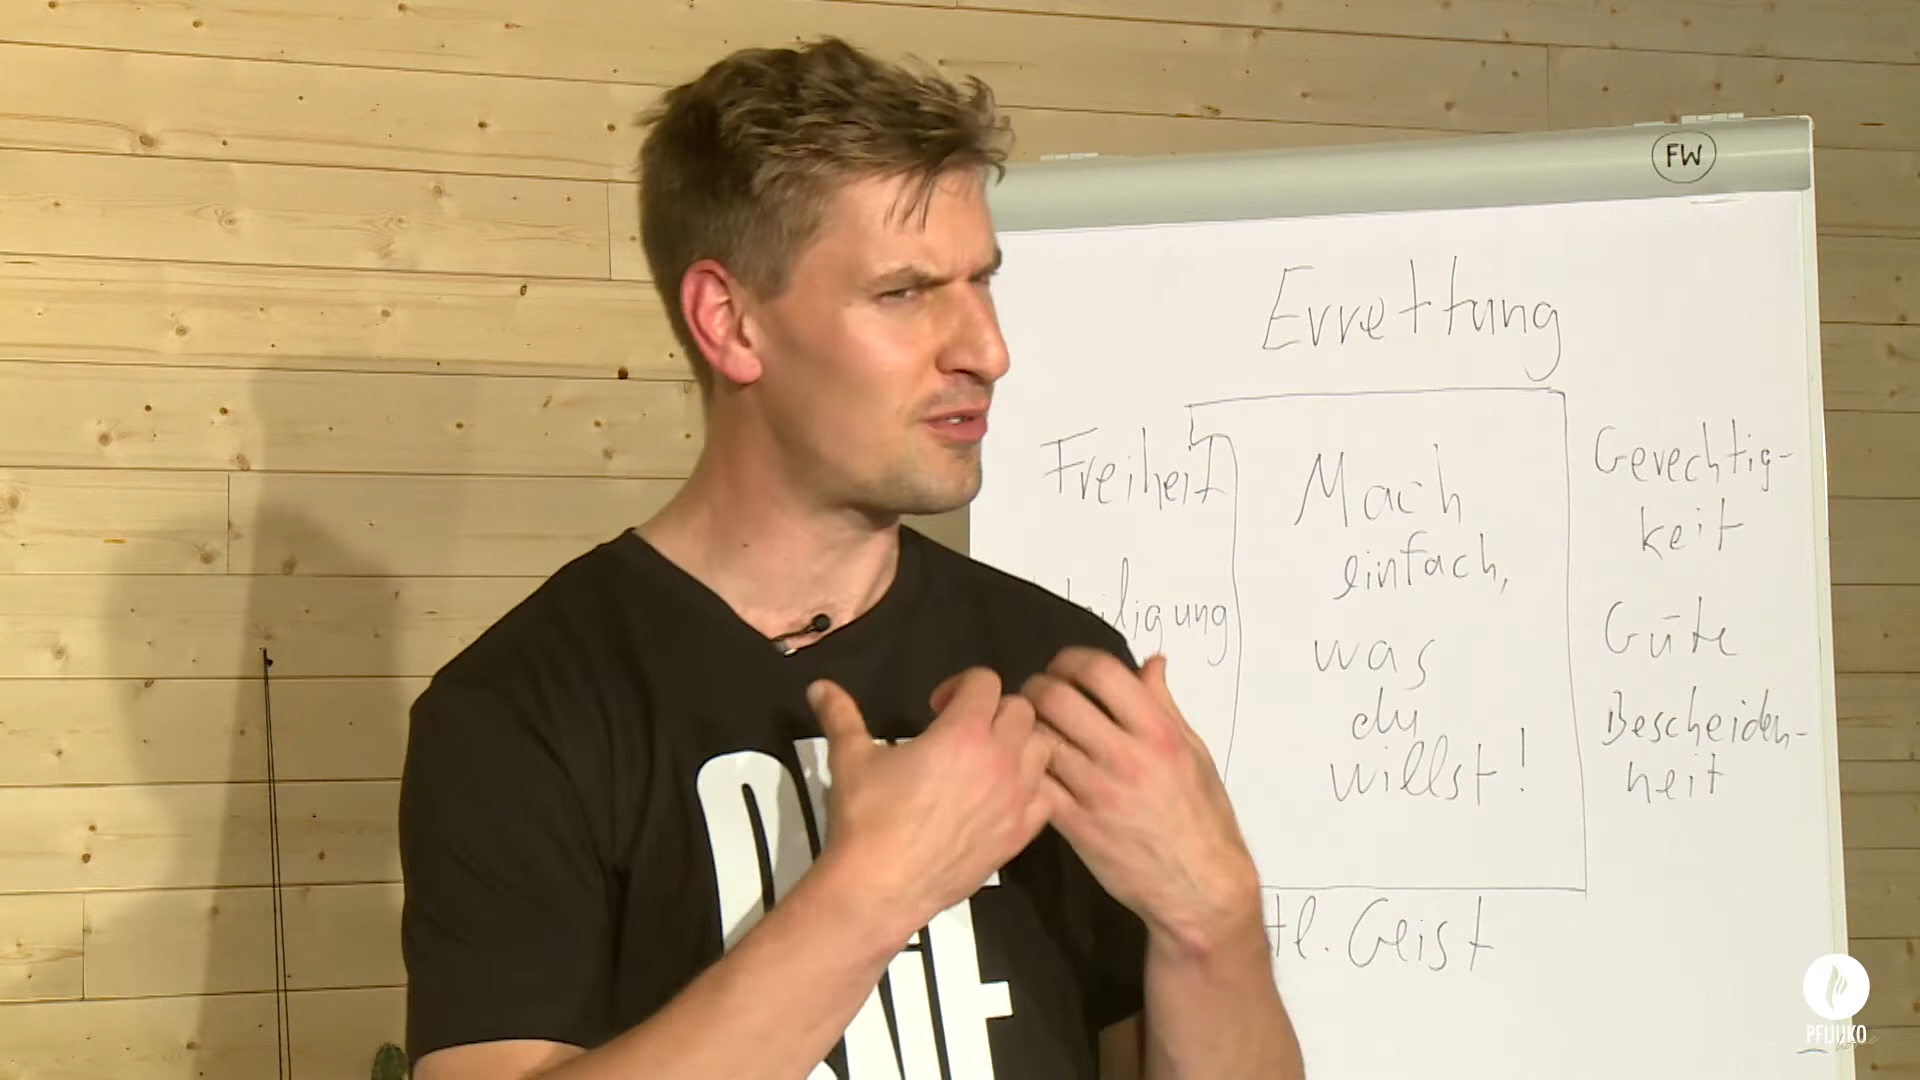 FW
Errettung
Freiheit
Mach
einfach,
was
du
willst!
Gerechtig-
keit
Güte
Bescheiden-
heit
Geist
PFIJUKO